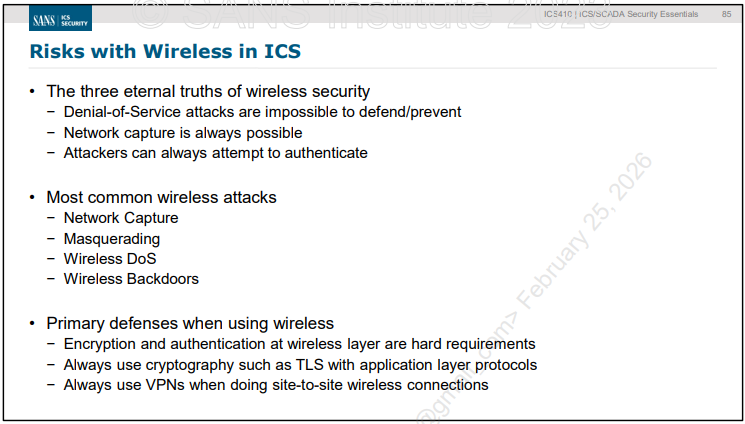 © SANS Institute 2026
SANS | ICS SECURITY
ICS410 | ICS/SCADA Security Essentials 85
Risks with Wireless in ICS
• The three eternal truths of wireless security
− Denial-of-Service attacks are impossible to defend/prevent
− Network capture is always possible
− Attackers can always attempt to authenticate
• Most common wireless attacks
− Network Capture
− Masquerading
− Wireless DoS
− Wireless Backdoors
• Primary defenses when using wireless
− Encryption and authentication at wireless layer are hard requirements
− Always use cryptography such as TLS with application layer protocols
− Always use VPNs when doing site-to-site wireless connections
@gmail.com> February 25, 2026